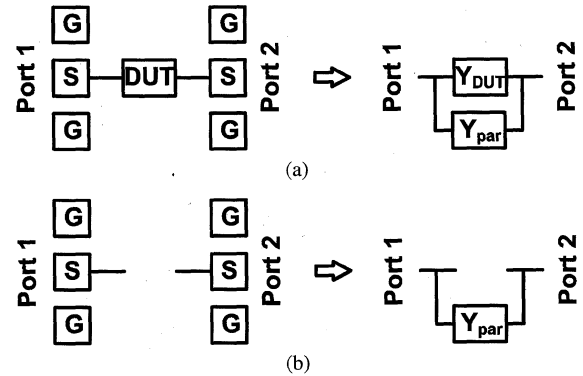 G G
Port 1 S DUT S Port 2 Port 1 Y_DUT Port 2
Y_par
G G
(a)
G G
Port 1 S S Port 2 Port 1 Port 2
G G Y_par
(b)